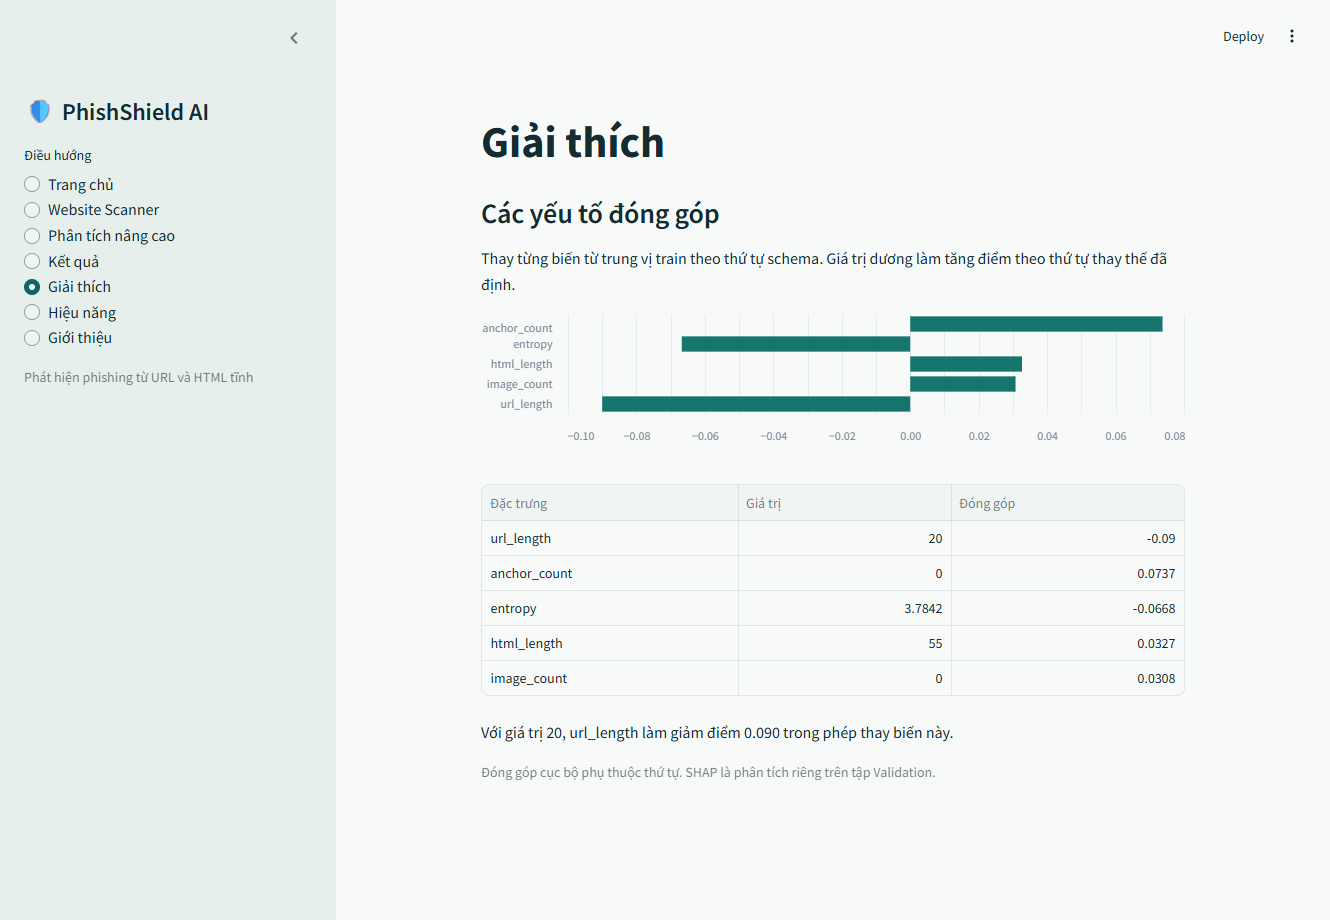 Deploy
PhishShield AI
Điều hướng
Trang chủ
Website Scanner
Phân tích nâng cao
Kết quả
Giải thích
Hiệu năng
Giới thiệu
Phát hiện phishing từ URL và HTML tĩnh
Giải thích
Các yếu tố đóng góp
Thay từng biến từ trung vị train theo thứ tự schema. Giá trị dương làm tăng điểm theo thứ tự thay thế đã
định.
anchor_count
entropy
html_length
image_count
url_length
−0.10 −0.08 −0.06 −0.04 −0.02 0.00 0.02 0.04 0.06 0.08
Đặc trưng Giá trị Đóng góp
url_length 20 -0.09
anchor_count 0 0.0737
entropy 3.7842 -0.0668
html_length 55 0.0327
image_count 0 0.0308
Với giá trị 20, url_length làm giảm điểm 0.090 trong phép thay biến này.
Đóng góp cục bộ phụ thuộc thứ tự. SHAP là phân tích riêng trên tập Validation.